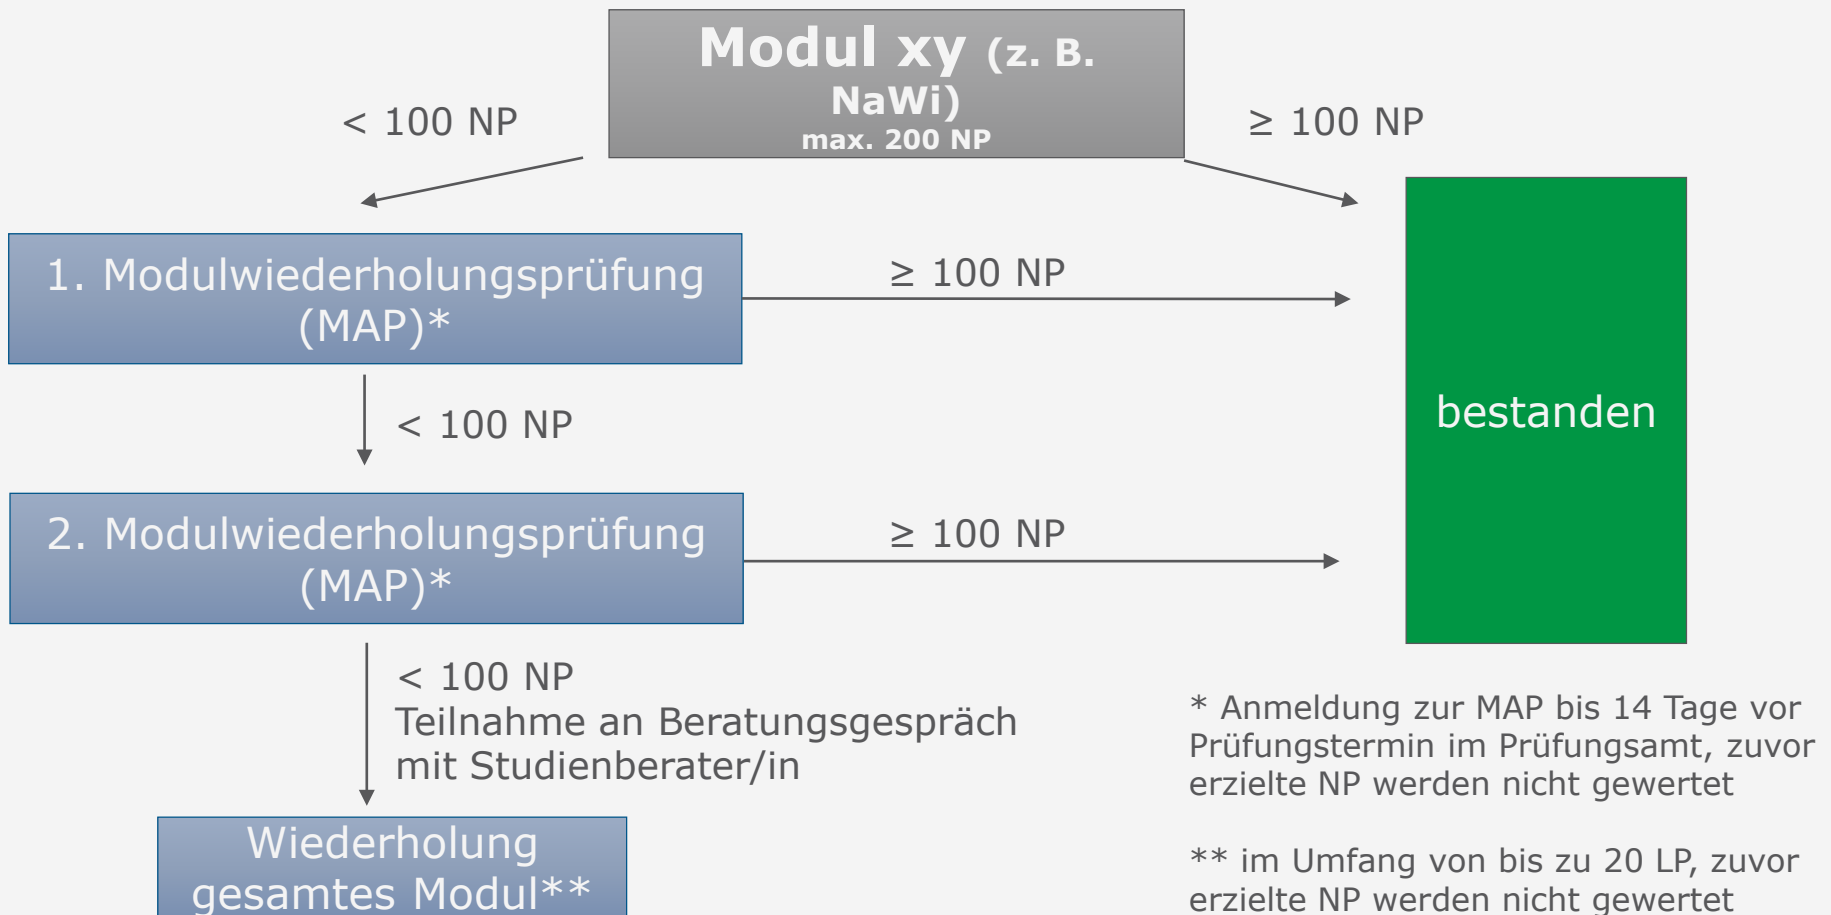 Modul xy (z. B.
NaWi)
max. 200 NP
< 100 NP
≥ 100 NP
1. Modulwiederholungsprüfung
(MAP)*
≥ 100 NP
< 100 NP
bestanden
2. Modulwiederholungsprüfung
(MAP)*
≥ 100 NP
< 100 NP
Teilnahme an Beratungsgespräch
mit Studienberater/in
Wiederholung
gesamtes Modul**
* Anmeldung zur MAP bis 14 Tage vor
Prüfungstermin im Prüfungsamt, zuvor
erzielte NP werden nicht gewertet
** im Umfang von bis zu 20 LP, zuvor
erzielte NP werden nicht gewertet